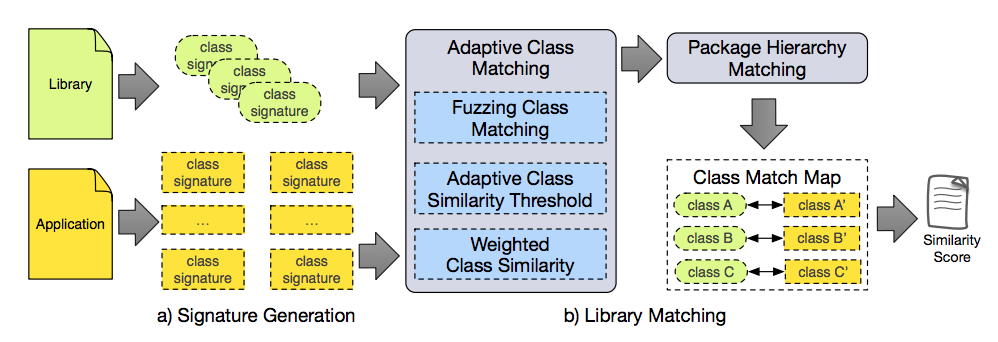 Library
class
signature
class
signature
class
signature
Application
class
signature
class
signature
...
...
class
signature
class
signature
a) Signature Generation
Adaptive Class
Matching
Fuzzing Class
Matching
Adaptive Class
Similarity Threshold
Weighted
Class Similarity
Package Hierarchy
Matching
Class Match Map
class A
class A'
class B
class B'
class C
class C'
Similarity
Score
b) Library Matching